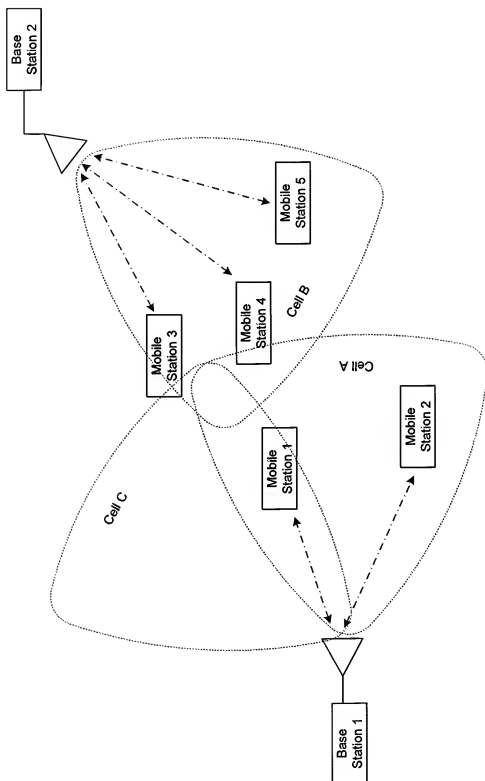 Base
Station 2
Mobile
Station 5
Mobile
Station 4
Mobile
Station 3
Cell B
Cell A
Cell C
Mobile
Station 1
Mobile
Station 2
Base
Station 1